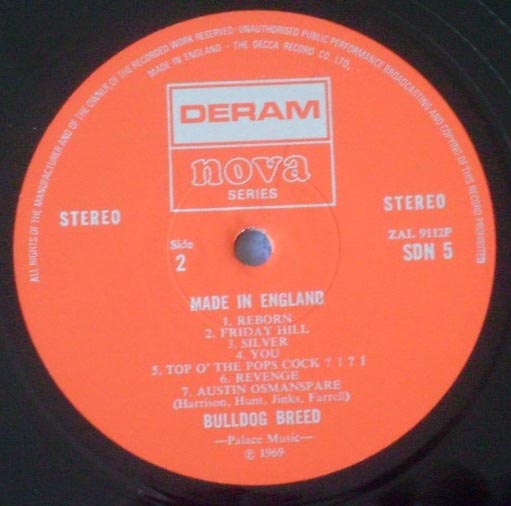 ALL RIGHTS OF THE MANUFACTURER AND OF THE OWNER OF THE RECORDED WORK RESERVED · UNAUTHORISED PUBLIC PERFORMANCE BROADCASTING AND COPYING OF THIS RECORD PROHIBITED
MADE IN ENGLAND · THE DECCA RECORD CO. LTD.
DERAM
nova
SERIES
STEREO
STEREO
Side
2
ZAL 9112P
SDN 5
MADE IN ENGLAND
1. REBORN
2. FRIDAY HILL
3. SILVER
4. YOU
5. TOP O' THE POPS COCK ? ! ? !
6. REVENGE
7. AUSTIN OSMANSPARE
(Harrison, Hunt, Jinks, Farrell)
BULLDOG BREED
—Palace Music—
℗ 1969